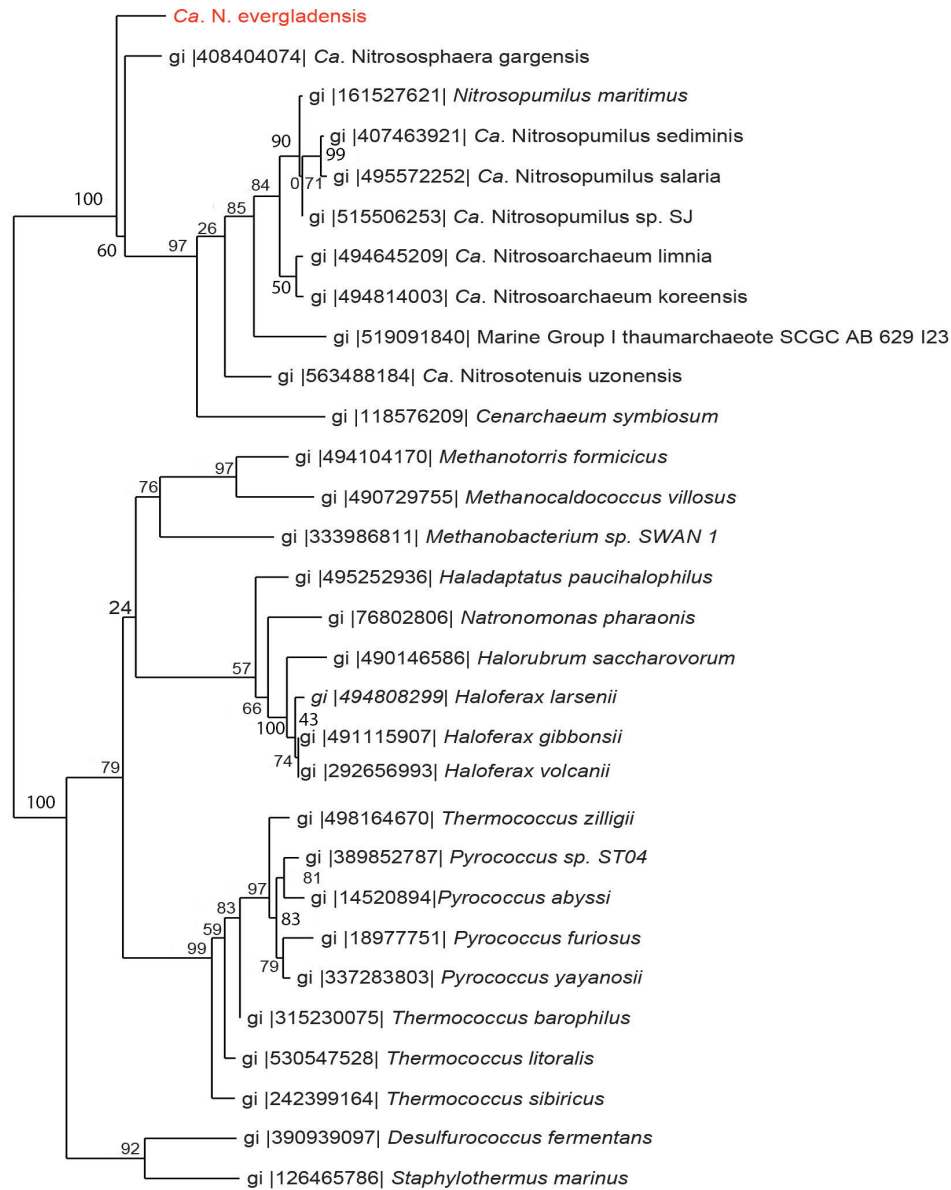 Ca. N. evergladensis
gi |408404074| Ca. Nitrososphaera gargensis
gi |161527621| Nitrosopumilus maritimus
90
gi |407463921| Ca. Nitrosopumilus sediminis
99
gi |495572252| Ca. Nitrosopumilus salaria
0 71
84
100
85
gi |515506253| Ca. Nitrosopumilus sp. SJ
26
60
97
gi |494645209| Ca. Nitrosoarchaeum limnia
50
gi |494814003| Ca. Nitrosoarchaeum koreensis
gi |519091840| Marine Group I thaumarchaeote SCGC AB 629 I23
gi |563488184| Ca. Nitrosotenuis uzonensis
gi |118576209| Cenarchaeum symbiosum
gi |494104170| Methanotorris formicicus
97
76
gi |490729755| Methanocaldococcus villosus
gi |333986811| Methanobacterium sp. SWAN 1
gi |495252936| Haladaptatus paucihalophilus
24
gi |76802806| Natronomonas pharaonis
57
gi |490146586| Halorubrum saccharovorum
gi |494808299| Haloferax larsenii
66
100
43
gi |491115907| Haloferax gibbonsii
74
gi |292656993| Haloferax volcanii
79
100
gi |498164670| Thermococcus zilligii
gi |389852787| Pyrococcus sp. ST04
81
97
gi |14520894|Pyrococcus abyssi
83
83
59
gi |18977751| Pyrococcus furiosus
99
79
gi |337283803| Pyrococcus yayanosii
gi |315230075| Thermococcus barophilus
gi |530547528| Thermococcus litoralis
gi |242399164| Thermococcus sibiricus
gi |390939097| Desulfurococcus fermentans
92
gi |126465786| Staphylothermus marinus